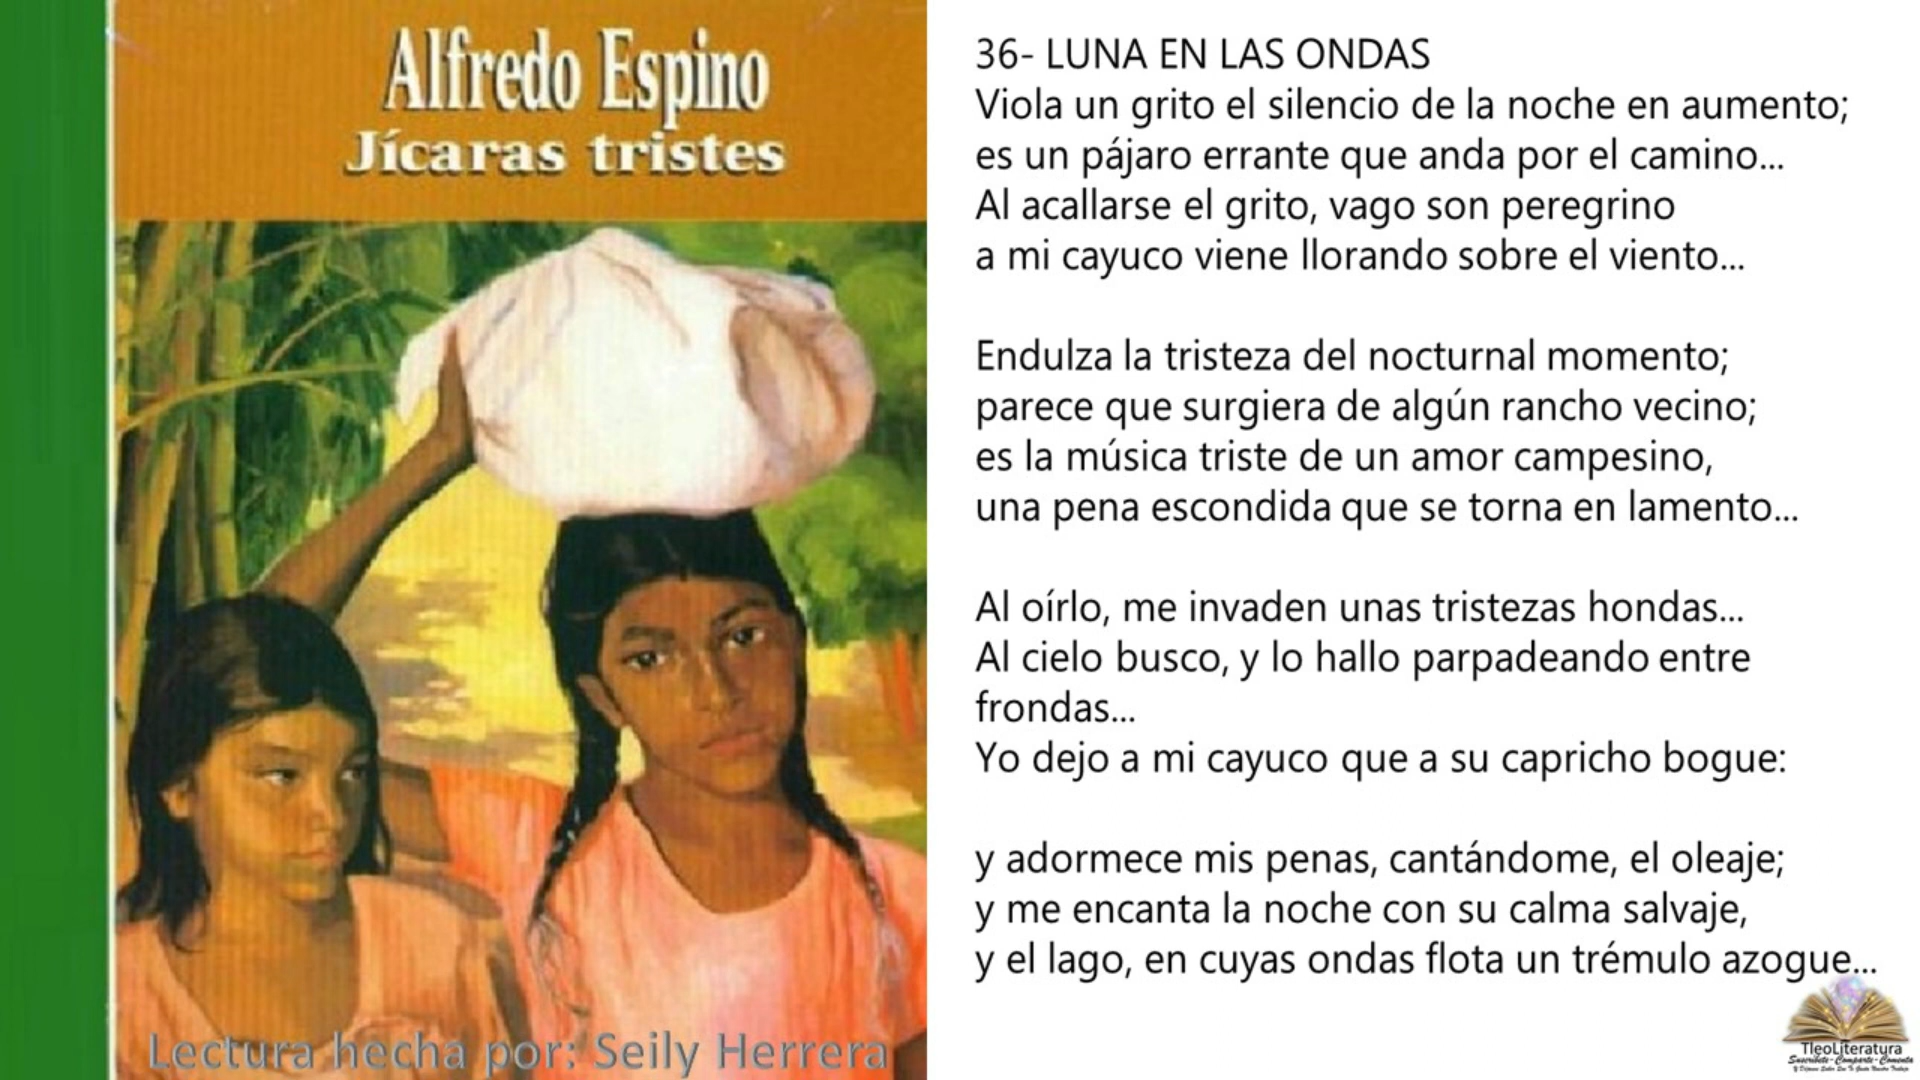 Alfredo Espino
Jícaras tristes
Lectura hecha por: Seily Herrera
36- LUNA EN LAS ONDAS
Viola un grito el silencio de la noche en aumento;
es un pájaro errante que anda por el camino...
Al acallarse el grito, vago son peregrino
a mi cayuco viene llorando sobre el viento...
Endulza la tristeza del nocturnal momento;
parece que surgiera de algún rancho vecino;
es la música triste de un amor campesino,
una pena escondida que se torna en lamento...
Al oírlo, me invaden unas tristezas hondas...
Al cielo busco, y lo hallo parpadeando entre
frondas...
Yo dejo a mi cayuco que a su capricho bogue:
y adormece mis penas, cantándome, el oleaje;
y me encanta la noche con su calma salvaje,
y el lago, en cuyas ondas flota un trémulo azogue...
TleoLiteratura
Suscribete-Comparte-Comenta